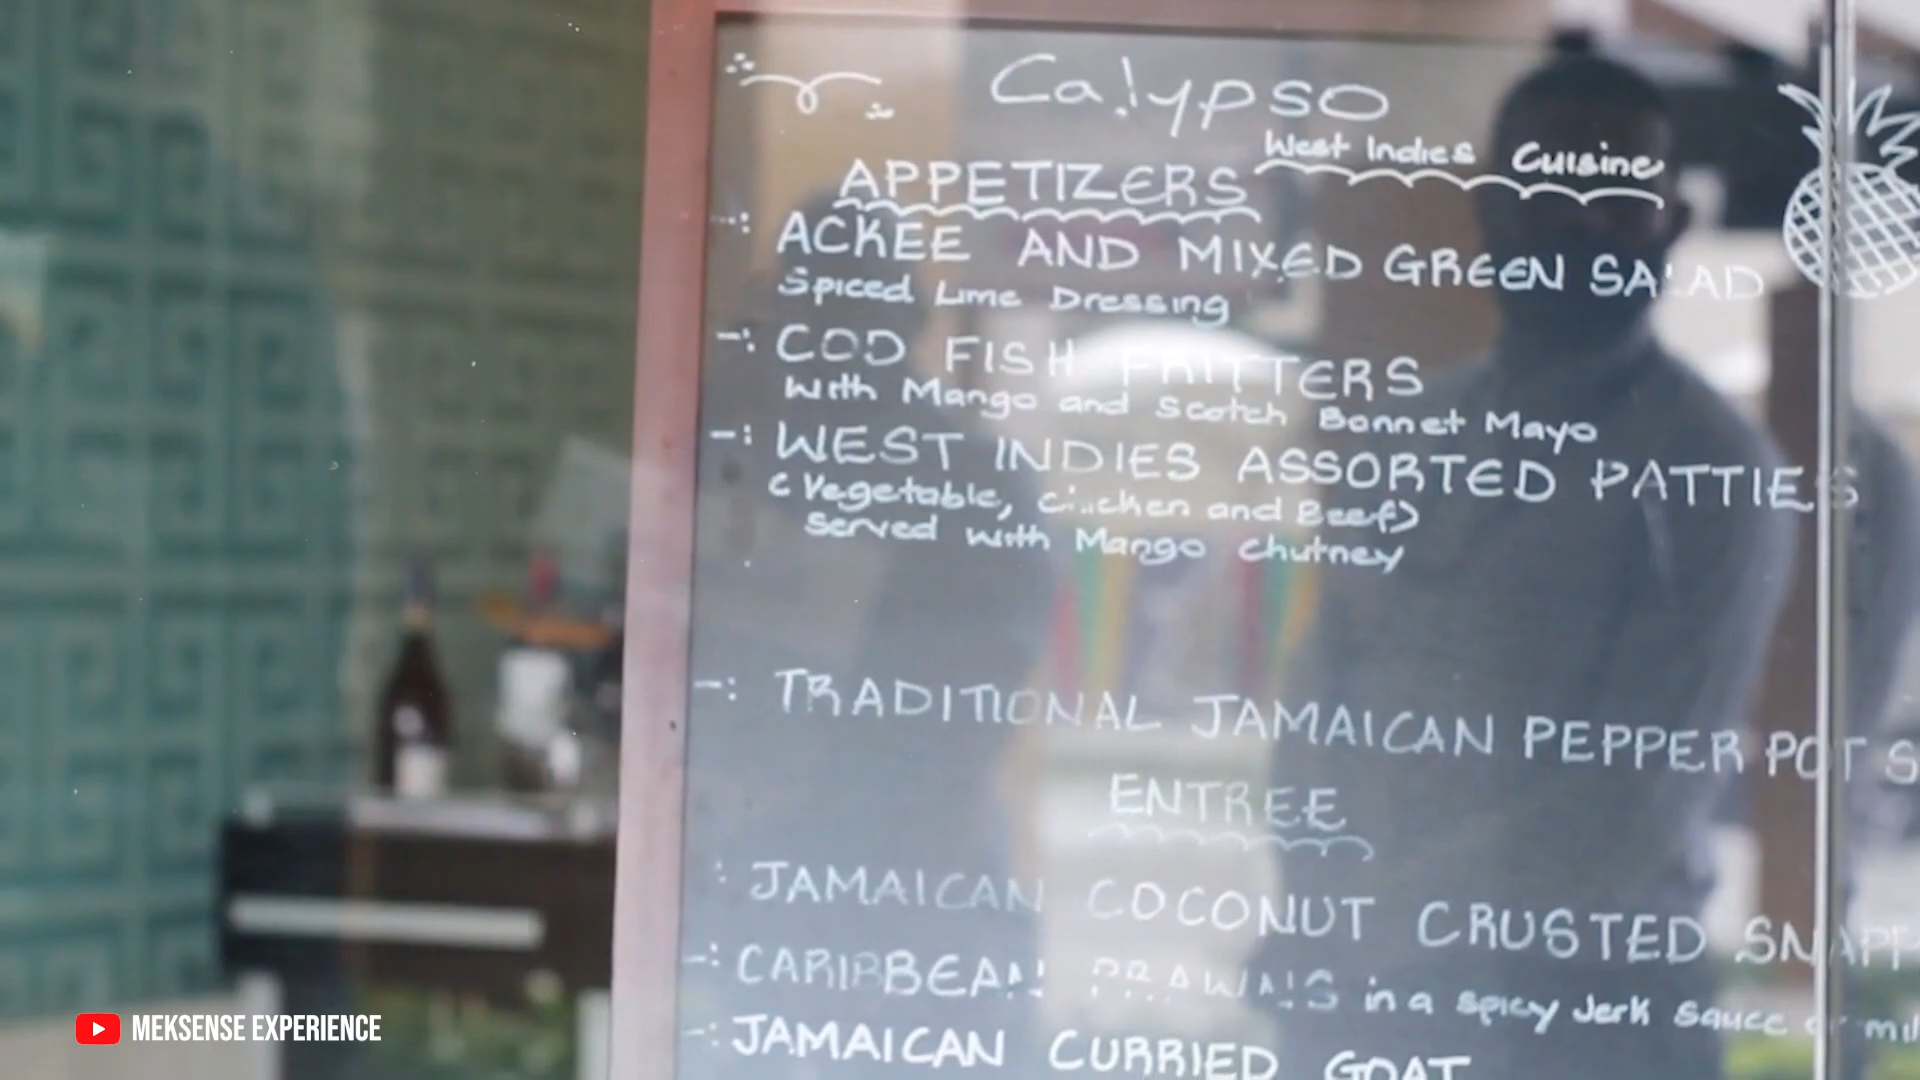 Calypso
West Indies Cuisine
APPETIZERS
-: ACKEE AND MIXED GREEN SALAD
Spiced Lime Dressing
-: COD FISH FRITTERS
with Mango and Scotch Bonnet Mayo
-: WEST INDIES ASSORTED PATTIES
(Vegetable, Chicken and Beef)
Served with Mango Chutney
-: TRADITIONAL JAMAICAN PEPPER POT
ENTREE
: JAMAICAN COCONUT CRUSTED
-: CARIBBEAN PRAWNS in a spicy Jerk Sauce or
-: JAMAICAN CURRIED GOAT
MEKSENSE EXPERIENCE